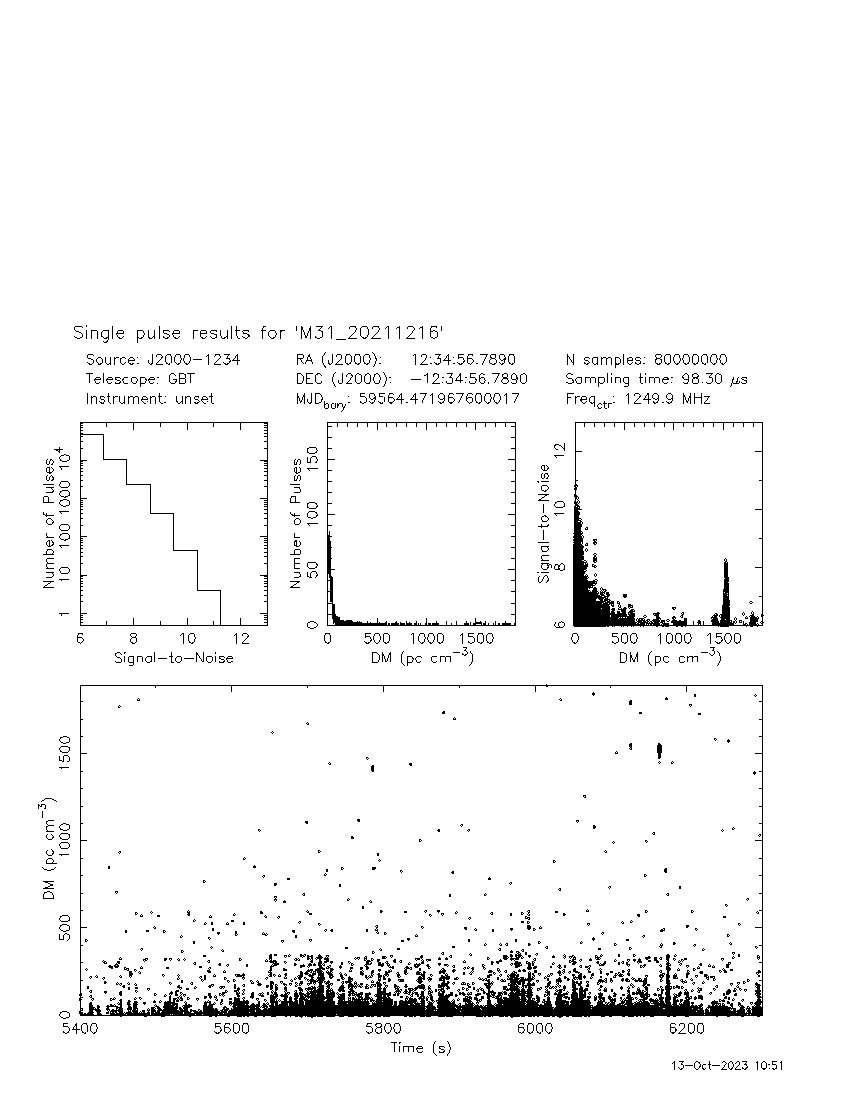 Single pulse results for 'M31_20211216'
Source: J2000−1234 RA (J2000): 12:34:56.7890 N samples: 80000000
Telescope: GBT DEC (J2000): −12:34:56.7890 Sampling time: 98.30 μs
Instrument: unset MJD_bary: 59564.471967600017 Freq_ctr: 1249.9 MHz
Number of Pulses
1 10 100 1000 10^4
6 8 10 12
Signal−to−Noise
Number of Pulses
0 50 100 150
0 500 1000 1500
DM (pc cm^−3)
Signal−to−Noise
6 8 10 12
0 500 1000 1500
DM (pc cm^−3)
DM (pc cm^−3)
0 500 1000 1500
5400 5600 5800 6000 6200
Time (s)
13−Oct−2023 10:51